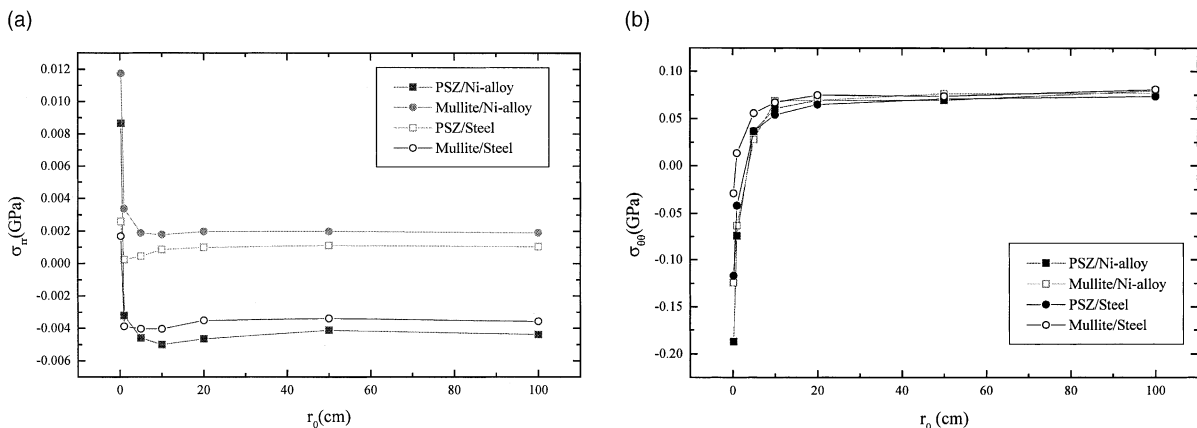 (a)
0.012
0.010
0.008
0.006
0.004
0.002
0.000
-0.002
-0.004
-0.006
σrr(GPa)
PSZ/Ni-alloy
Mullite/Ni-alloy
PSZ/Steel
Mullite/Steel
0 20 40 60 80 100
r0(cm)
(b)
0.10
0.05
0.00
-0.05
-0.10
-0.15
-0.20
σθθ(GPa)
PSZ/Ni-alloy
Mullite/Ni-alloy
PSZ/Steel
Mullite/Steel
0 20 40 60 80 100
r0 (cm)